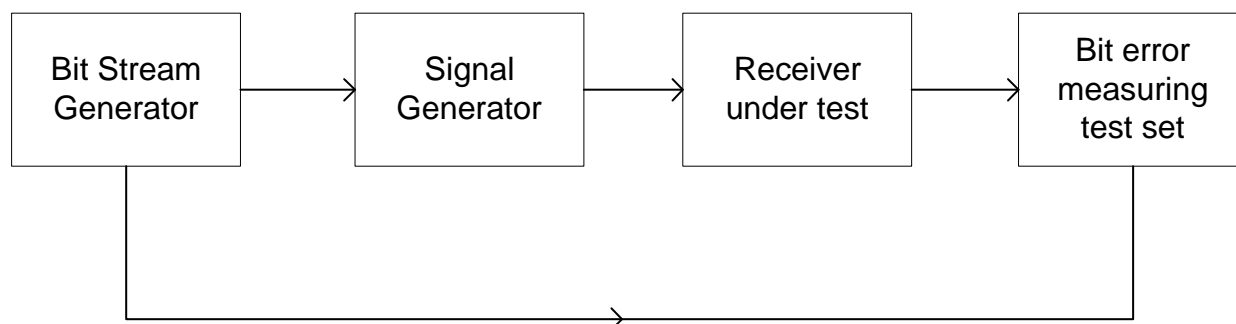 Bit Stream
Generator
Signal
Generator
Receiver
under test
Bit error
measuring
test set